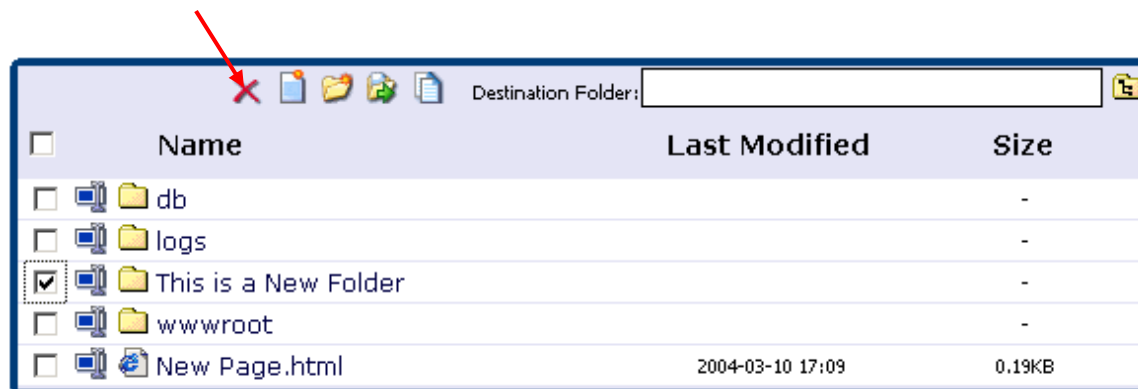 Destination Folder:
Name Last Modified Size
db -
logs -
This is a New Folder -
wwwroot -
New Page.html 2004-03-10 17:09 0.19KB